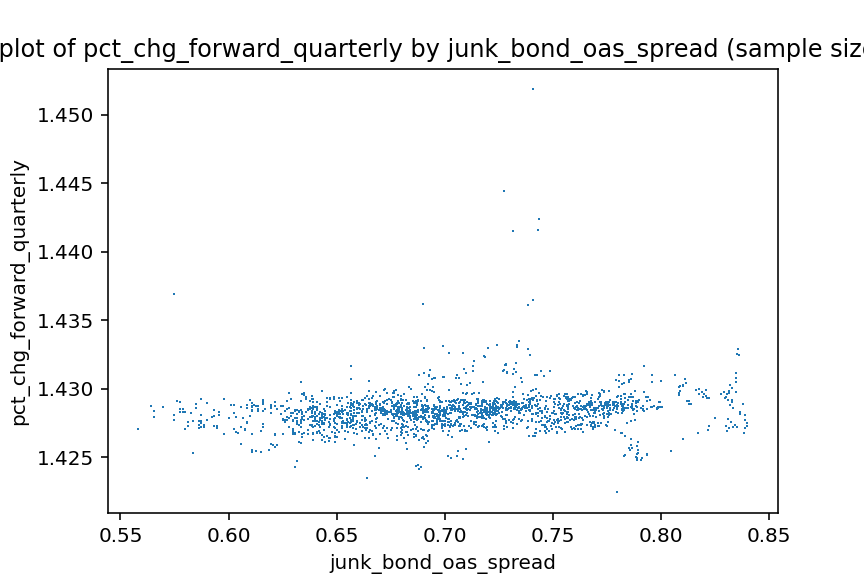 plot of pct_chg_forward_quarterly by junk_bond_oas_spread (sample size
1.450
1.445
1.440
1.435
1.430
1.425
pct_chg_forward_quarterly
0.55 0.60 0.65 0.70 0.75 0.80 0.85
junk_bond_oas_spread